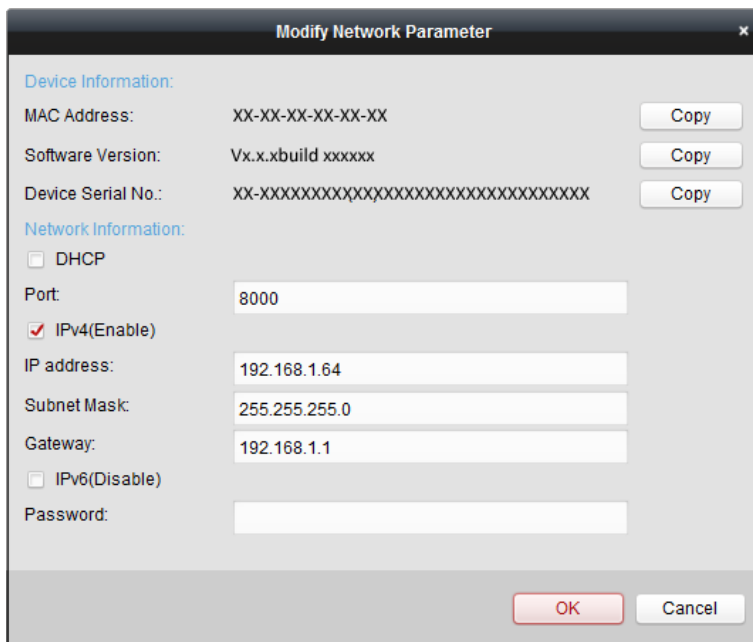 Modify Network Parameter ×
Device Information:
MAC Address: XX-XX-XX-XX-XX-XX Copy
Software Version: Vx.x.xbuild xxxxxx Copy
Device Serial No.: XX-XXXXXXXXXXXXXXXXXXXXXXXXXXXXXXXX Copy
Network Information:
DHCP
Port: 8000
IPv4(Enable)
IP address: 192.168.1.64
Subnet Mask: 255.255.255.0
Gateway: 192.168.1.1
IPv6(Disable)
Password:
OK Cancel